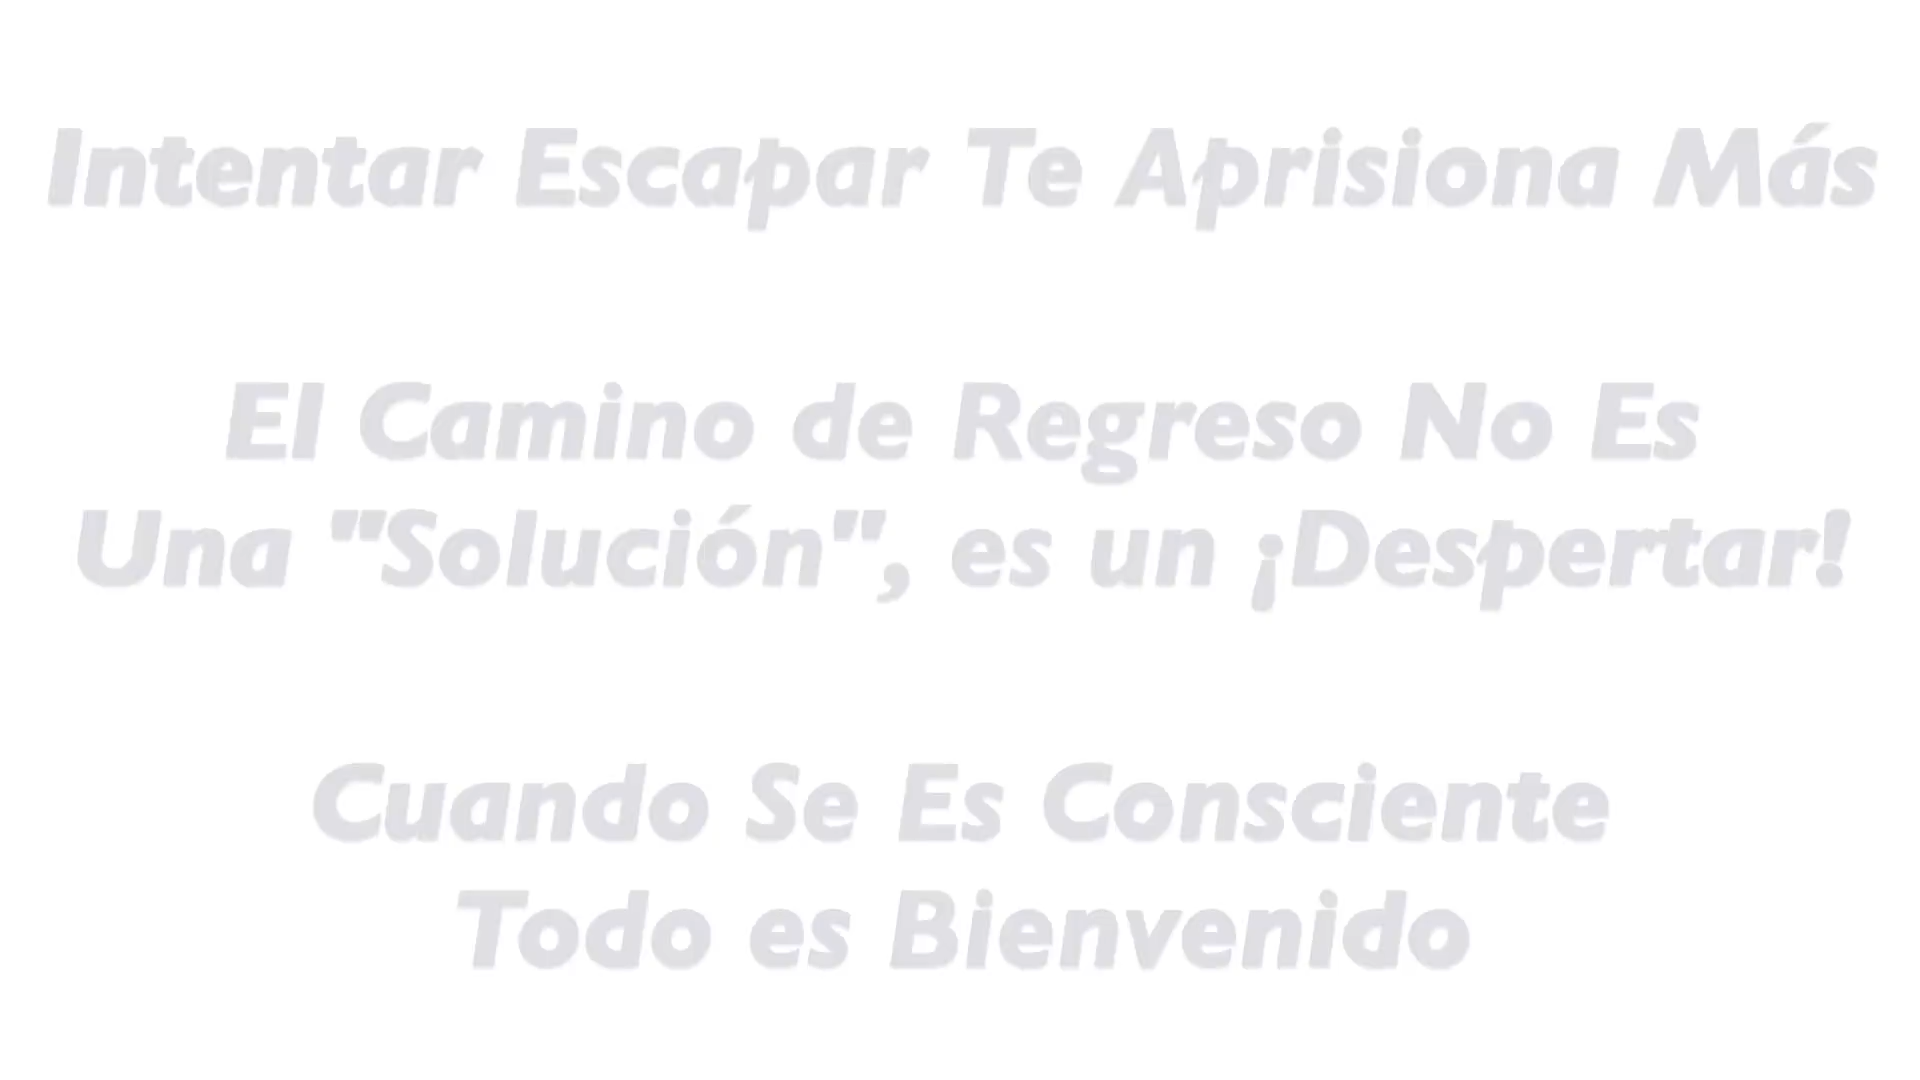 Intentar Escapar Te Aprisiona Más
El Camino de Regreso No Es
Una "Solución", es un ¡Despertar!
Cuando Se Es Consciente
Todo es Bienvenido